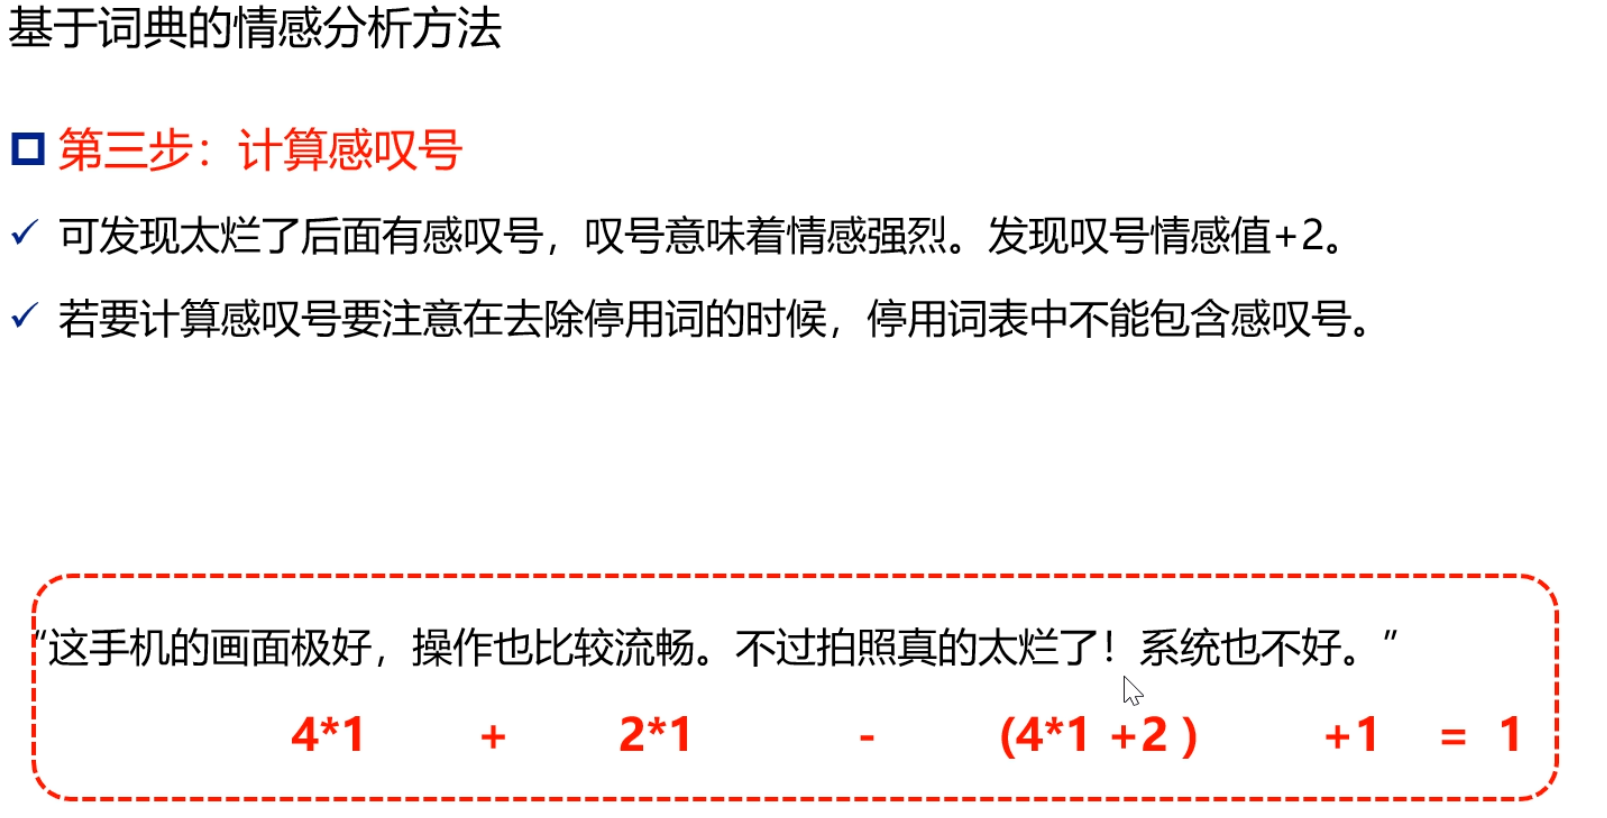 基于词典的情感分析方法
第三步：计算感叹号
可发现太烂了后面有感叹号，叹号意味着情感强烈。发现叹号情感值+2。
若要计算感叹号要注意在去除停用词的时候，停用词表中不能包含感叹号。
“这手机的画面极好，操作也比较流畅。不过拍照真的太烂了！系统也不好。”
4*1 + 2*1 - (4*1 +2 ) +1 = 1